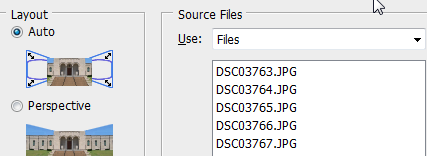 Layout
Auto
Perspective
Source Files
Use: Files
DSC03763.JPG
DSC03764.JPG
DSC03765.JPG
DSC03766.JPG
DSC03767.JPG